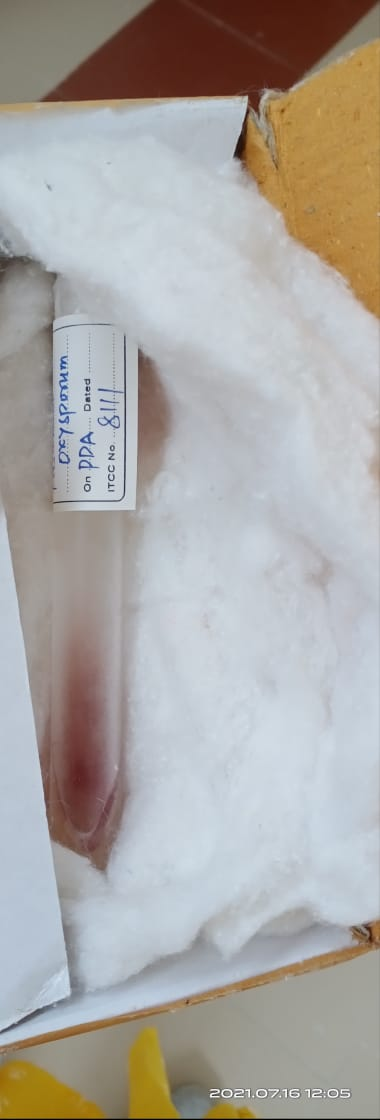 oxysporum
On PDA Dated
ITCC No. 8111
2021.07.16 12:05